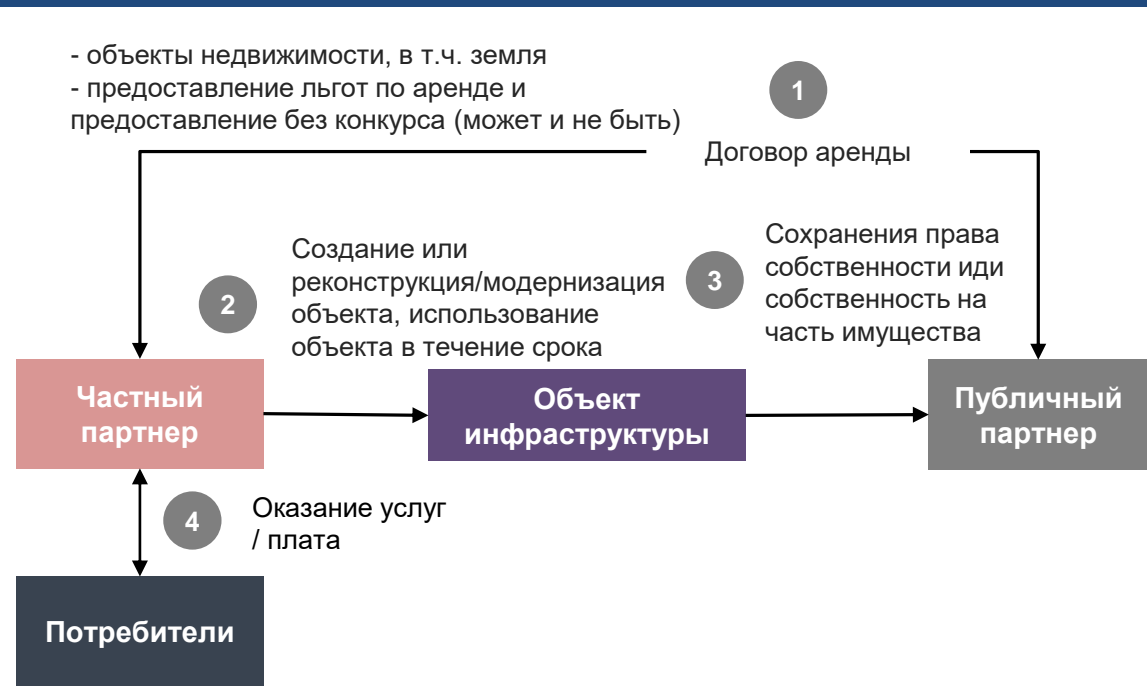 - объекты недвижимости, в т.ч. земля
- предоставление льгот по аренде и
предоставление без конкурса (может и не быть)
1
Договор аренды
2
Создание или
реконструкция/модернизация
объекта, использование
объекта в течение срока
3
Сохранения права
собственности иди
собственность на
часть имущества
Частный
партнер
Объект
инфраструктуры
Публичный
партнер
4
Оказание услуг
/ плата
Потребители